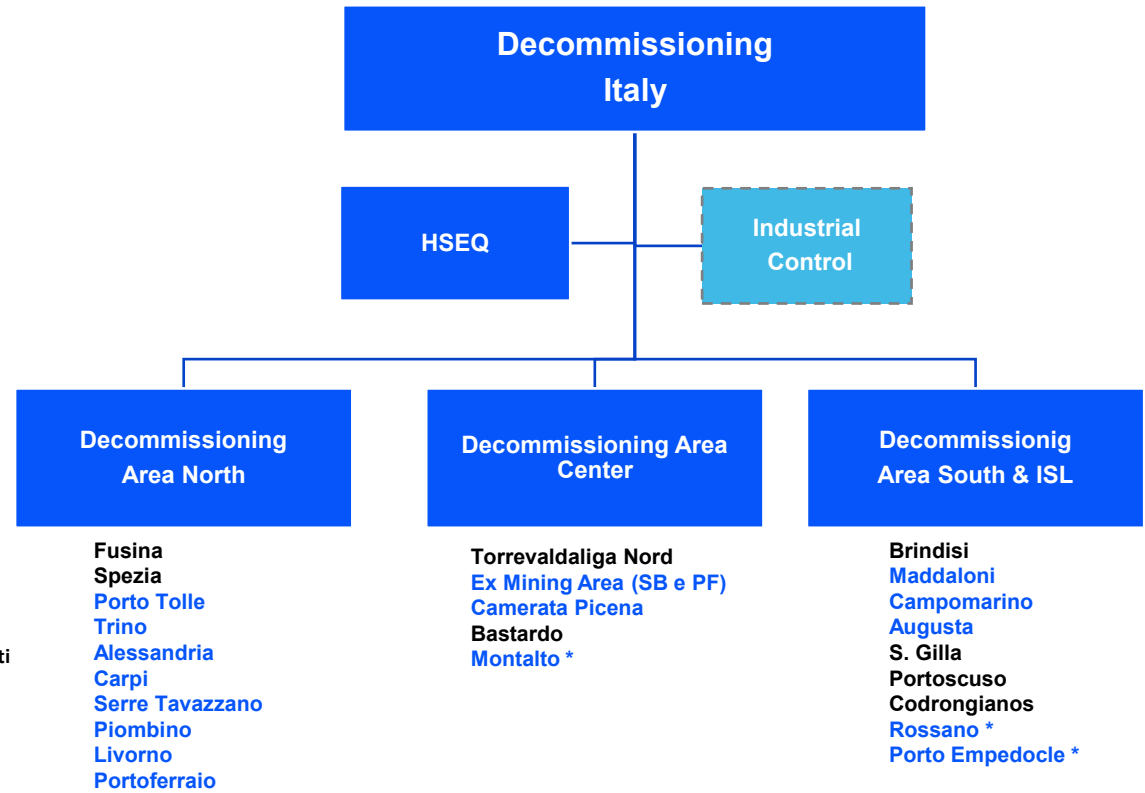 Decommissioning
Italy
HSEQ
Industrial
Control
Decommissioning
Area North
Decommissioning Area
Center
Decommissionig
Area South & ISL
Fusina
Spezia
Porto Tolle
Trino
Alessandria
Carpi
Serre Tavazzano
Piombino
Livorno
Portoferraio
ti
Torrevaldaliga Nord
Ex Mining Area (SB e PF)
Camerata Picena
Bastardo
Montalto *
Brindisi
Maddaloni
Campomarino
Augusta
S. Gilla
Portoscuso
Codrongianos
Rossano *
Porto Empedocle *